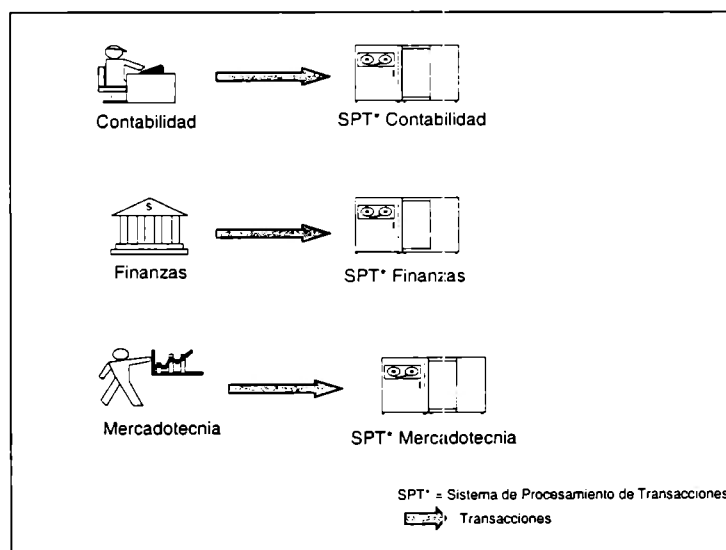 Contabilidad
SPT* Contabilidad
$
Finanzas
SPT* Finanzas
Mercadotecnia
SPT* Mercadotecnia
SPT* = Sistema de Procesamiento de Transacciones
Transacciones